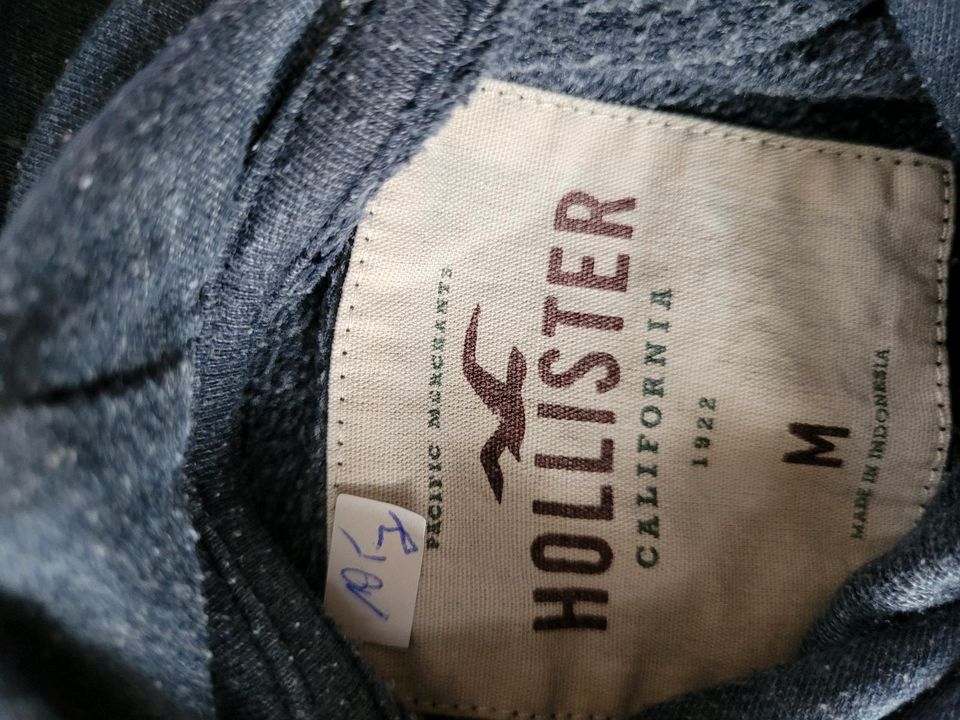 PACIFIC MERCHANTS
HOLLISTER
CALIFORNIA
1922
M
MADE IN INDONESIA